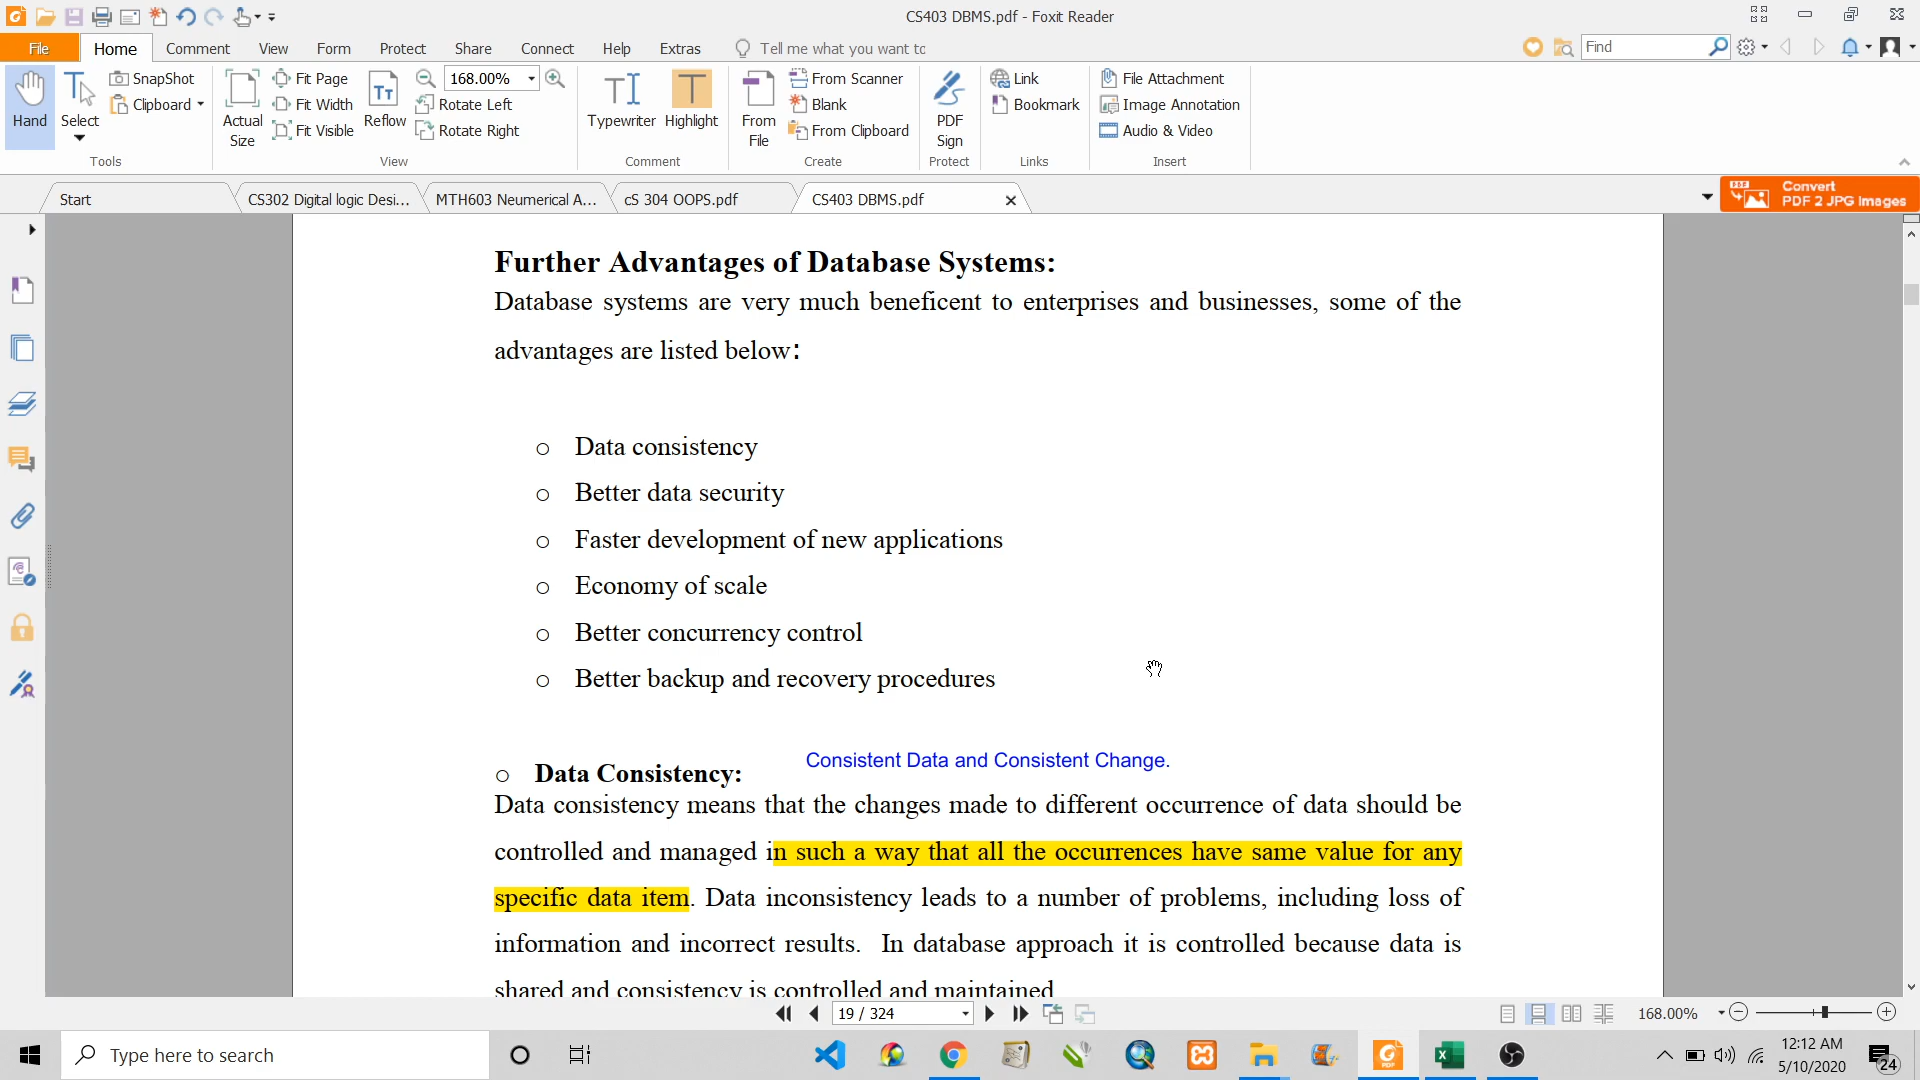 CS403 DBMS.pdf - Foxit Reader
File Home Comment View Form Protect Share Connect Help Extras Tell me what you want to Find
Hand
Select
SnapShot
Clipboard
Tools
Actual Size
Fit Page
Fit Width
Fit Visible
Reflow
168.00%
Rotate Left
Rotate Right
View
Typewriter
Highlight
Comment
From File
From Scanner
Blank
From Clipboard
Create
PDF Sign
Protect
Link
Bookmark
Links
File Attachment
Image Annotation
Audio & Video
Insert
Start CS302 Digital logic Desi... MTH603 Neumerical A... cS 304 OOPS.pdf CS403 DBMS.pdf
PDF Convert
PDF 2 JPG Images
Further Advantages of Database Systems:
Database systems are very much beneficent to enterprises and businesses, some of the
advantages are listed below:
o Data consistency
o Better data security
o Faster development of new applications
o Economy of scale
o Better concurrency control
o Better backup and recovery procedures
Consistent Data and Consistent Change.
o Data Consistency:
Data consistency means that the changes made to different occurrence of data should be
controlled and managed in such a way that all the occurrences have same value for any
specific data item. Data inconsistency leads to a number of problems, including loss of
information and incorrect results. In database approach it is controlled because data is
shared and consistency is controlled and maintained
19 / 324 168.00%
Type here to search
12:12 AM
5/10/2020
24